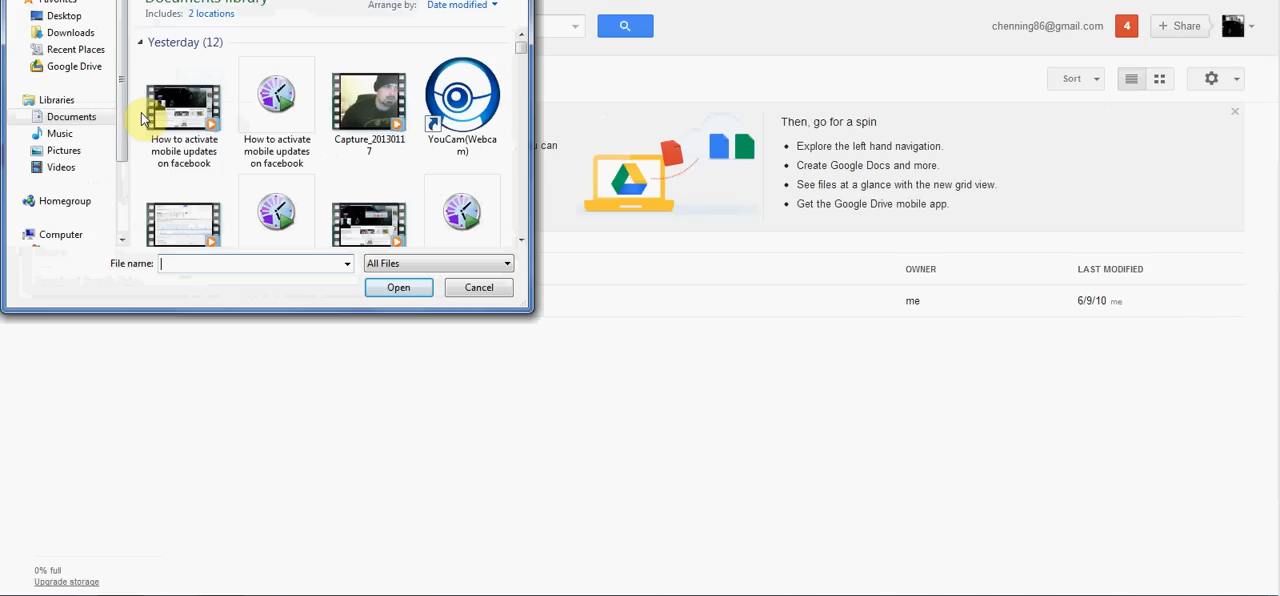 Favorites
Desktop
Downloads
Recent Places
Google Drive
Libraries
Documents
Music
Pictures
Videos
Homegroup
Computer
Documents library
Includes: 2 locations
Arrange by: Date modified
Yesterday (12)
How to activate mobile updates on facebook
How to activate mobile updates on facebook
Capture_20130117
YouCam(Webcam)
File name:
All Files
Open
Cancel
chenning86@gmail.com
4
+ Share
Sort
ou can
Then, go for a spin
Explore the left hand navigation.
Create Google Docs and more.
See files at a glance with the new grid view.
Get the Google Drive mobile app.
OWNER
LAST MODIFIED
me
6/9/10 me
0% full
Upgrade storage